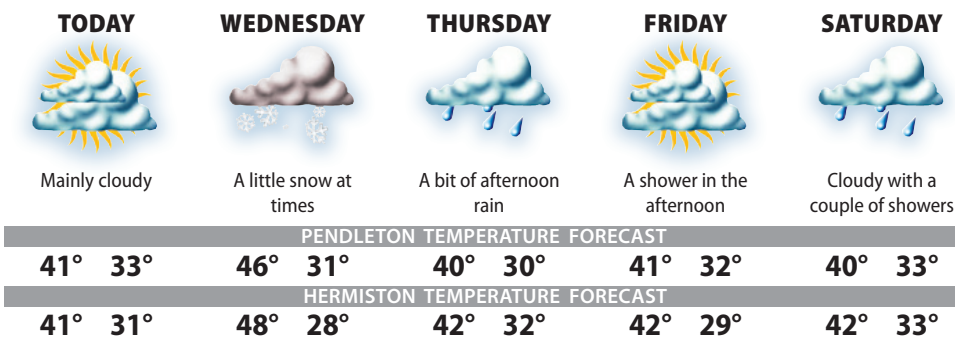 TODAY WEDNESDAY THURSDAY FRIDAY SATURDAY
Mainly cloudy A little snow at A bit of afternoon A shower in the Cloudy with a
times rain afternoon couple of showers
PENDLETON TEMPERATURE FORECAST
41° 33° 46° 31° 40° 30° 41° 32° 40° 33°
HERMISTON TEMPERATURE FORECAST
41° 31° 48° 28° 42° 32° 42° 29° 42° 33°